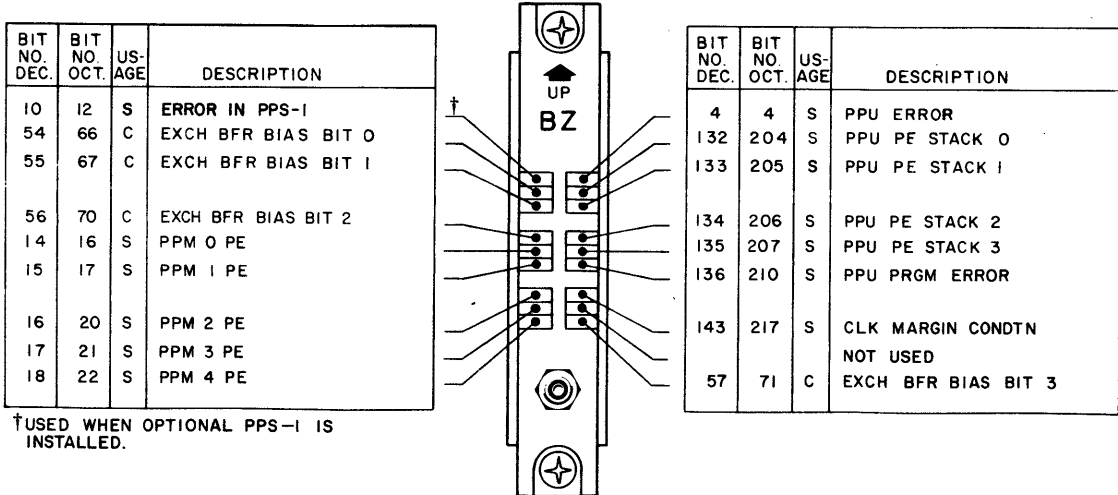 BIT NO. DEC. BIT NO. OCT. US-AGE DESCRIPTION
10 12 S ERROR IN PPS-1
54 66 C EXCH BFR BIAS BIT 0
55 67 C EXCH BFR BIAS BIT 1
56 70 C EXCH BFR BIAS BIT 2
14 16 S PPM 0 PE
15 17 S PPM 1 PE
16 20 S PPM 2 PE
17 21 S PPM 3 PE
18 22 S PPM 4 PE
†USED WHEN OPTIONAL PPS-1 IS
INSTALLED.
†
UP
BZ
BIT NO. DEC. BIT NO. OCT. US-AGE DESCRIPTION
4 4 S PPU ERROR
132 204 S PPU PE STACK 0
133 205 S PPU PE STACK 1
134 206 S PPU PE STACK 2
135 207 S PPU PE STACK 3
136 210 S PPU PRGM ERROR
143 217 S CLK MARGIN CONDTN
NOT USED
57 71 C EXCH BFR BIAS BIT 3